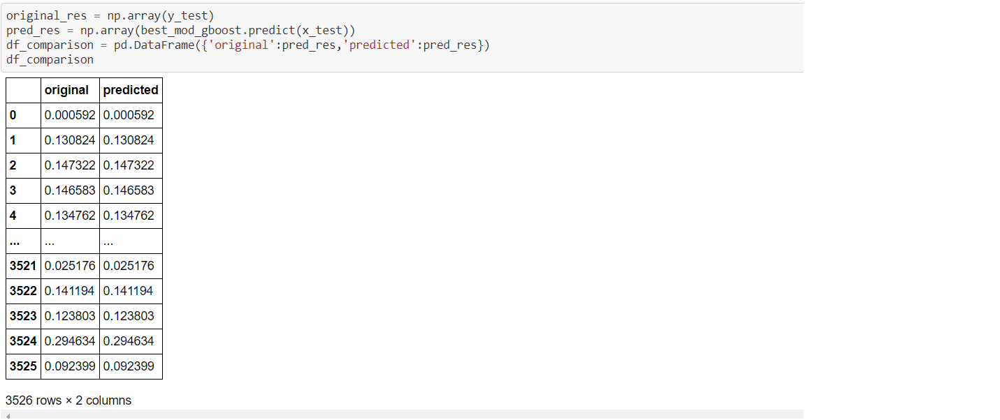 original_res = np.array(y_test)
pred_res = np.array(best_mod_gboost.predict(x_test))
df_comparison = pd.DataFrame({'original':pred_res,'predicted':pred_res})
df_comparison
original predicted
0 0.000592 0.000592
1 0.130824 0.130824
2 0.147322 0.147322
3 0.146583 0.146583
4 0.134762 0.134762
... ... ...
3521 0.025176 0.025176
3522 0.141194 0.141194
3523 0.123803 0.123803
3524 0.294634 0.294634
3525 0.092399 0.092399
3526 rows × 2 columns